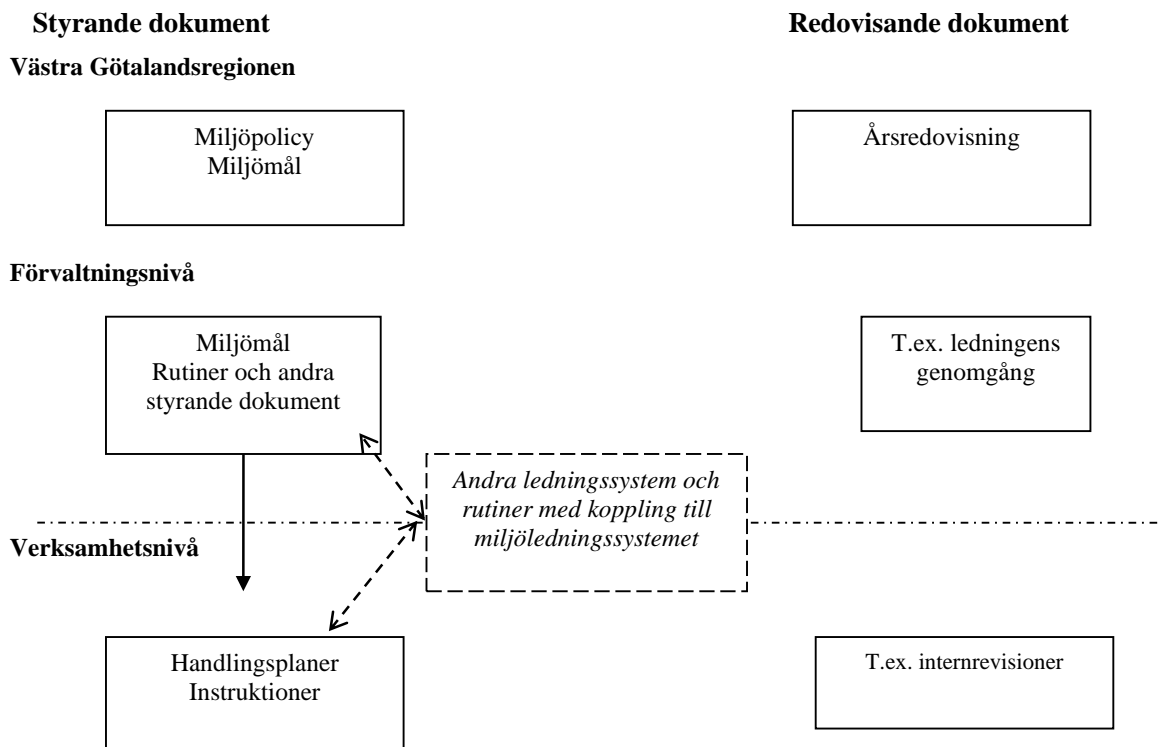 Styrande dokument
Redovisande dokument
Västra Götalandsregionen
Miljöpolicy
Miljömål
Årsredovisning
Förvaltningsnivå
Miljömål
Rutiner och andra
styrande dokument
T.ex. ledningens
genomgång
Andra ledningssystem och
rutiner med koppling till
miljöledningssystemet
Verksamhetsnivå
Handlingsplaner
Instruktioner
T.ex. internrevisioner